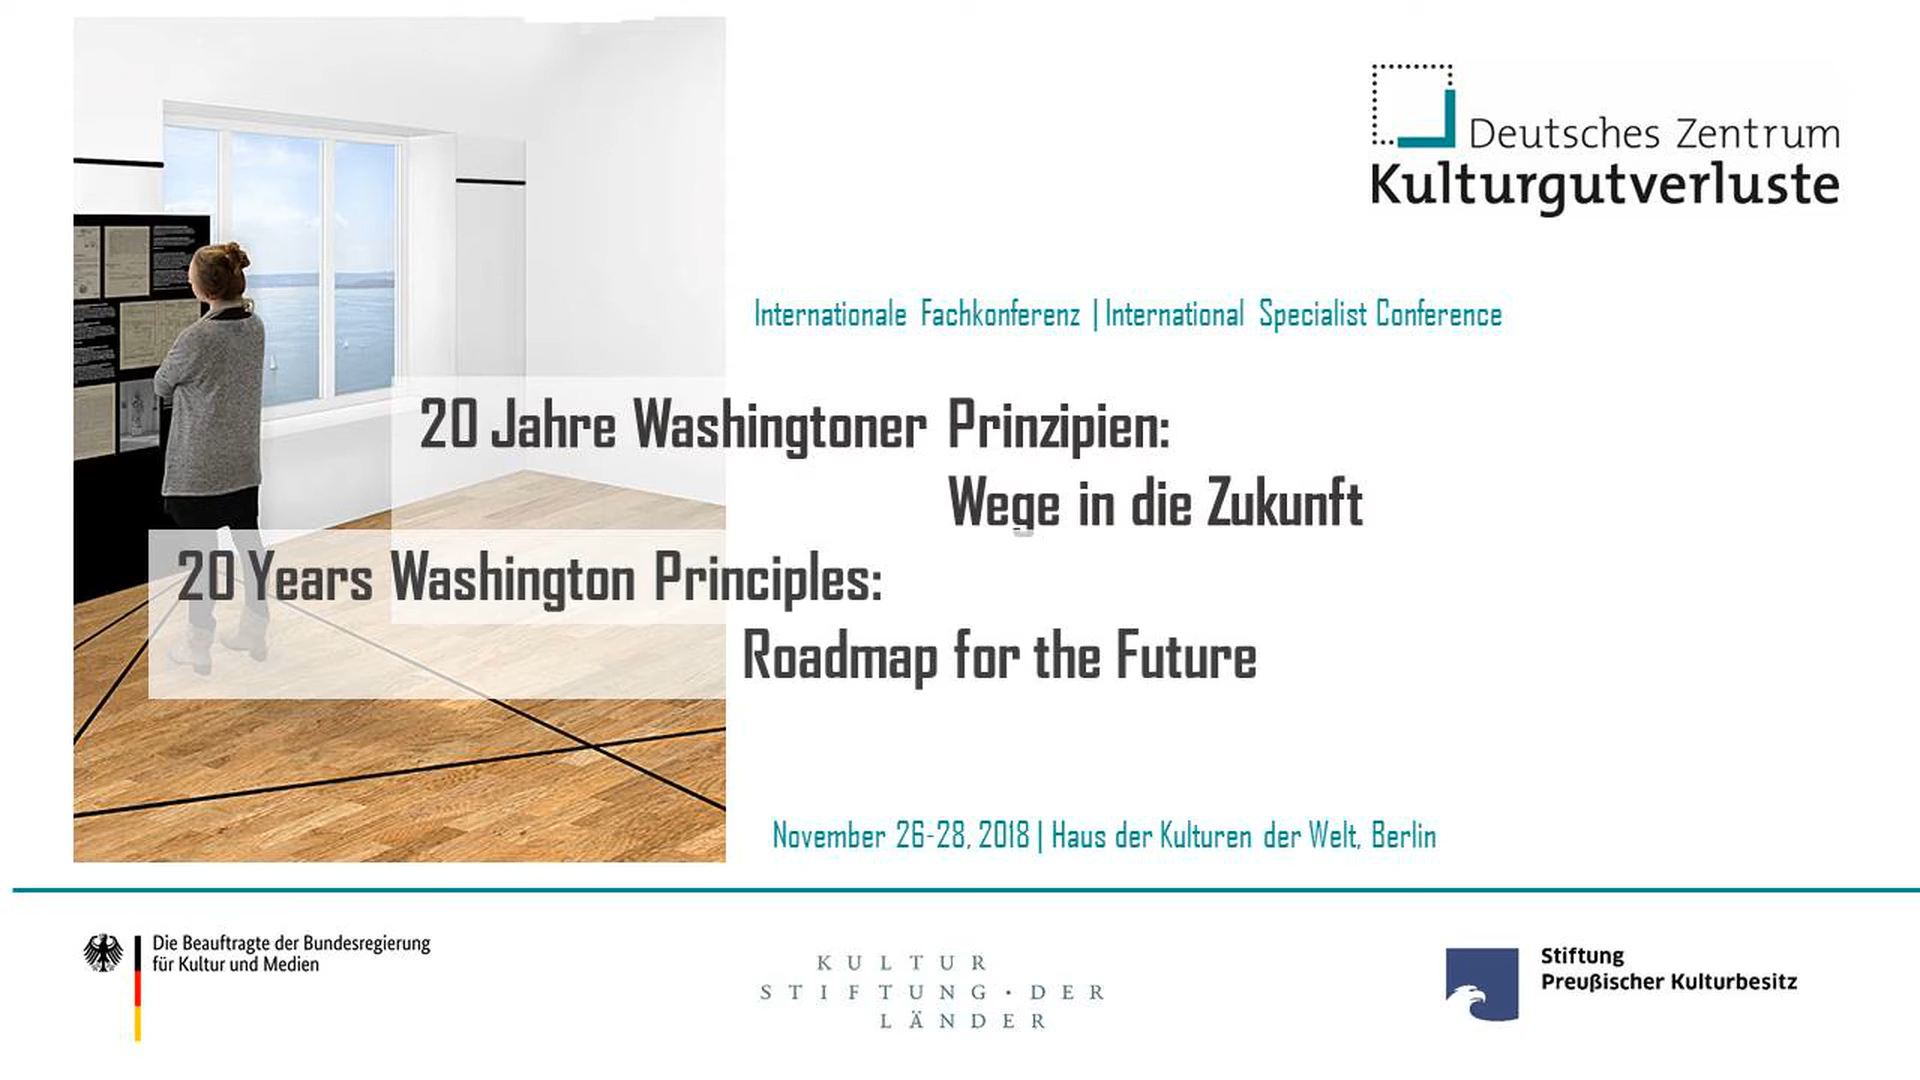 Deutsches Zentrum
Kulturgutverluste
Internationale Fachkonferenz | International Specialist Conference
20 Jahre Washingtoner Prinzipien:
Wege in die Zukunft
20 Years Washington Principles:
Roadmap for the Future
November 26-28, 2018 | Haus der Kulturen der Welt, Berlin
Die Beauftragte der Bundesregierung
für Kultur und Medien
KULTUR
STIFTUNG · DER
LÄNDER
Stiftung
Preußischer Kulturbesitz